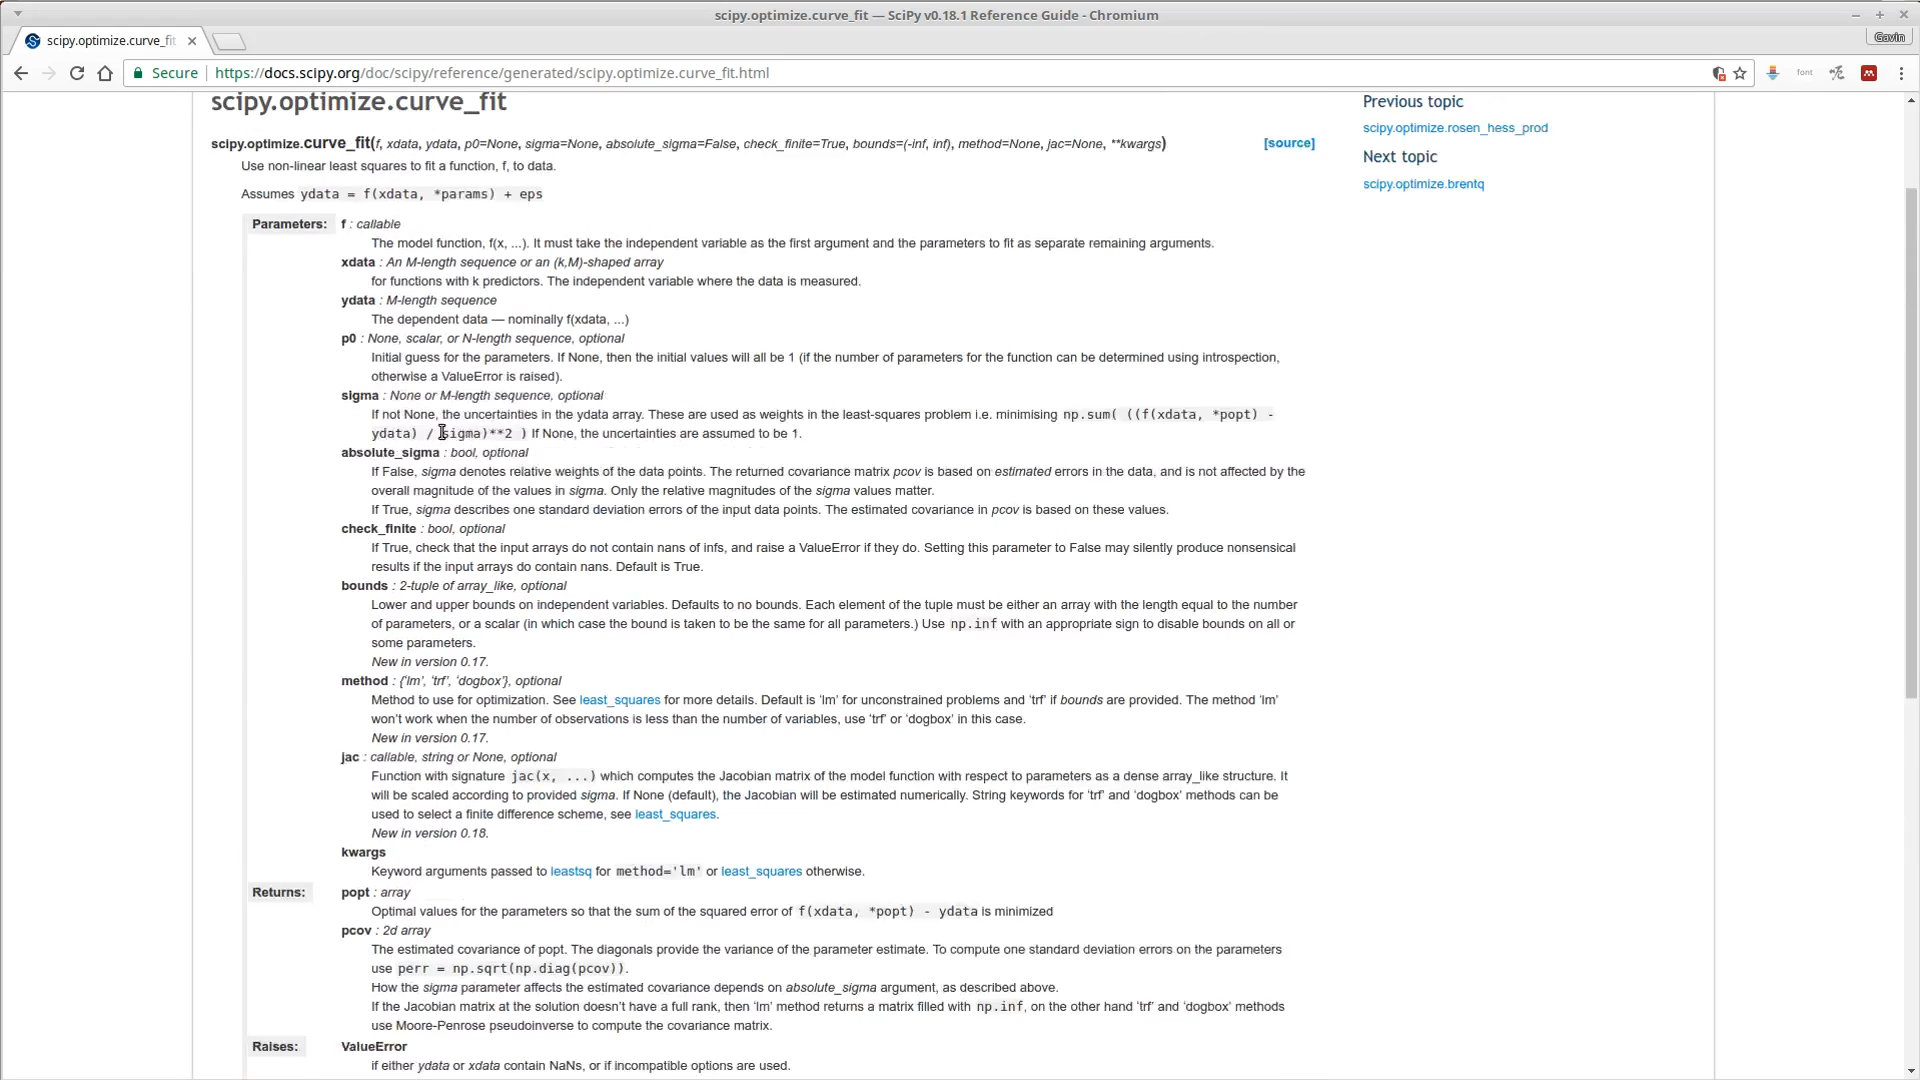 scipy.optimize.curve_fit — SciPy v0.18.1 Reference Guide - Chromium
scipy.optimize.curve_fit
Gavin
Secure
https://docs.scipy.org/doc/scipy/reference/generated/scipy.optimize.curve_fit.html
font
scipy.optimize.curve_fit
Previous topic
scipy.optimize.rosen_hess_prod
Next topic
scipy.optimize.brentq
scipy.optimize.curve_fit(f, xdata, ydata, p0=None, sigma=None, absolute_sigma=False, check_finite=True, bounds=(-inf, inf), method=None, jac=None, **kwargs) [source]
Use non-linear least squares to fit a function, f, to data.
Assumes ydata = f(xdata, *params) + eps
Parameters: f : callable
The model function, f(x, ...). It must take the independent variable as the first argument and the parameters to fit as separate remaining arguments.
xdata : An M-length sequence or an (k,M)-shaped array
for functions with k predictors. The independent variable where the data is measured.
ydata : M-length sequence
The dependent data — nominally f(xdata, ...)
p0 : None, scalar, or N-length sequence, optional
Initial guess for the parameters. If None, then the initial values will all be 1 (if the number of parameters for the function can be determined using introspection,
otherwise a ValueError is raised).
sigma : None or M-length sequence, optional
If not None, the uncertainties in the ydata array. These are used as weights in the least-squares problem i.e. minimising np.sum( ((f(xdata, *popt) -
ydata) / sigma)**2 ) If None, the uncertainties are assumed to be 1.
absolute_sigma : bool, optional
If False, sigma denotes relative weights of the data points. The returned covariance matrix pcov is based on estimated errors in the data, and is not affected by the
overall magnitude of the values in sigma. Only the relative magnitudes of the sigma values matter.
If True, sigma describes one standard deviation errors of the input data points. The estimated covariance in pcov is based on these values.
check_finite : bool, optional
If True, check that the input arrays do not contain nans of infs, and raise a ValueError if they do. Setting this parameter to False may silently produce nonsensical
results if the input arrays do contain nans. Default is True.
bounds : 2-tuple of array_like, optional
Lower and upper bounds on independent variables. Defaults to no bounds. Each element of the tuple must be either an array with the length equal to the number
of parameters, or a scalar (in which case the bound is taken to be the same for all parameters.) Use np.inf with an appropriate sign to disable bounds on all or
some parameters.
New in version 0.17.
method : {'lm', 'trf', 'dogbox'}, optional
Method to use for optimization. See least_squares for more details. Default is 'lm' for unconstrained problems and 'trf' if bounds are provided. The method 'lm'
won't work when the number of observations is less than the number of variables, use 'trf' or 'dogbox' in this case.
New in version 0.17.
jac : callable, string or None, optional
Function with signature jac(x, ...) which computes the Jacobian matrix of the model function with respect to parameters as a dense array_like structure. It
will be scaled according to provided sigma. If None (default), the Jacobian will be estimated numerically. String keywords for 'trf' and 'dogbox' methods can be
used to select a finite difference scheme, see least_squares.
New in version 0.18.
kwargs
Keyword arguments passed to leastsq for method='lm' or least_squares otherwise.
Returns: popt : array
Optimal values for the parameters so that the sum of the squared error of f(xdata, *popt) - ydata is minimized
pcov : 2d array
The estimated covariance of popt. The diagonals provide the variance of the parameter estimate. To compute one standard deviation errors on the parameters
use perr = np.sqrt(np.diag(pcov)).
How the sigma parameter affects the estimated covariance depends on absolute_sigma argument, as described above.
If the Jacobian matrix at the solution doesn't have a full rank, then 'lm' method returns a matrix filled with np.inf, on the other hand 'trf' and 'dogbox' methods
use Moore-Penrose pseudoinverse to compute the covariance matrix.
Raises: ValueError
if either ydata or xdata contain NaNs, or if incompatible options are used.